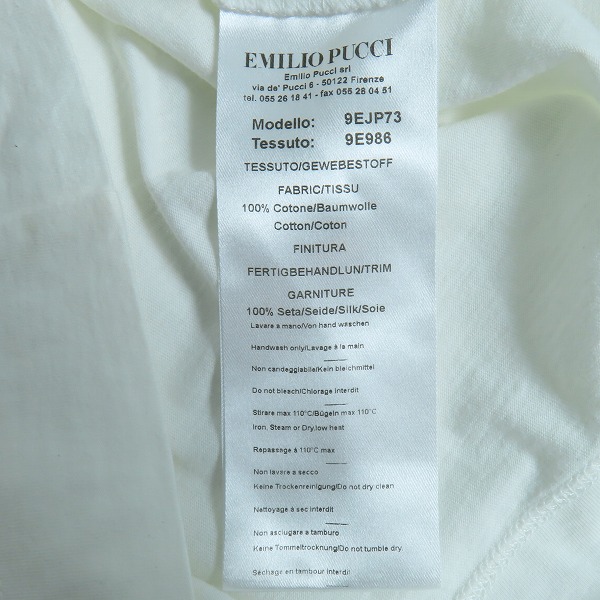 EMILIO PUCCI
Emilio Pucci srl
via de' Pucci 6 - 50122 Firenze
tel. 055 26 18 41 - fax 055 28 04 51
Modello: 9EJP73
Tessuto: 9E986
TESSUTO/GEWEBESTOFF
FABRIC/TISSU
100% Cotone/Baumwolle
Cotton/Coton
FINITURA
FERTIGBEHANDLUN/TRIM
GARNITURE
100% Seta/Seide/Silk/Soie
Lavare a mano/Von hand waschen
Handwash only/Lavage à la main
Non candeggiabile/Kein bleichmittel
Do not bleach/Chlorage interdit
Stirare max 110°C/Bügeln max 110°C
Iron, Steam or Dry,low heat
Repassage à 110°C max
Non lavare a secco
Keine Trockenreinigung/Do not dry clean
Nettoyage à sec interdit
Non asciugare a tamburo
Keine Tommeltrocknung/Do not tumble dry
Séchage en tambour interdit